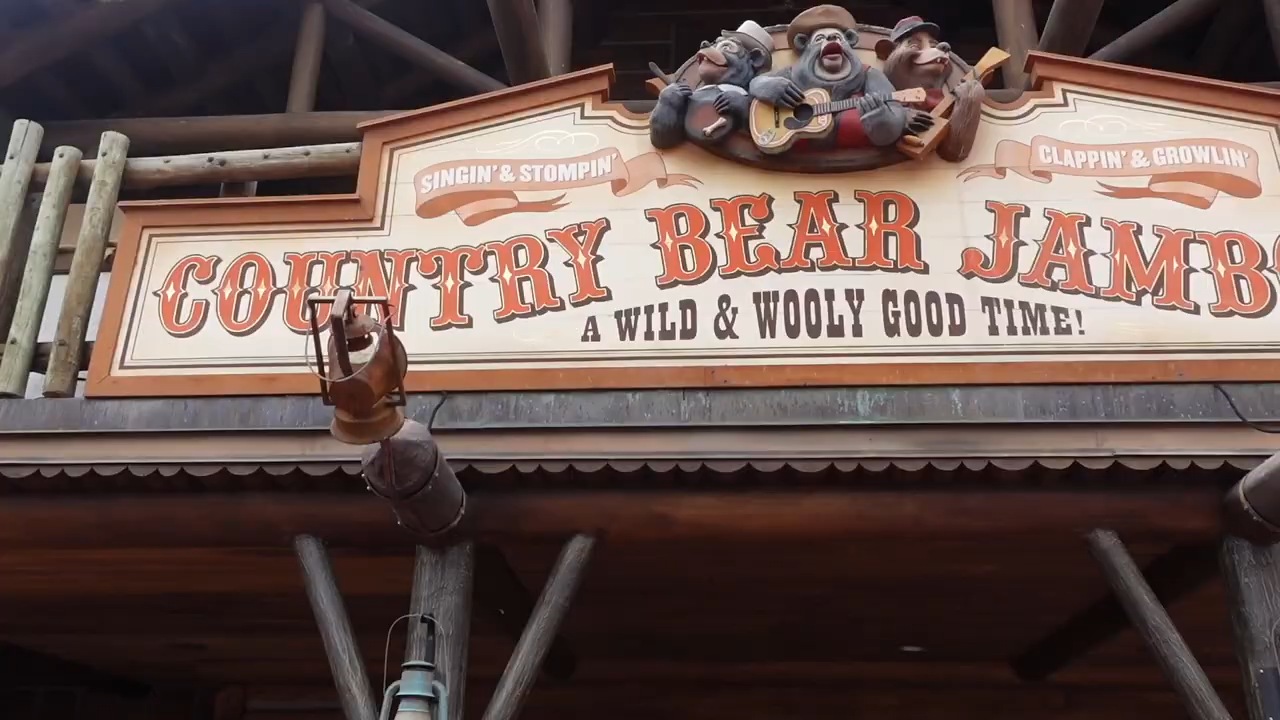 SINGIN' & STOMPIN'
CLAPPIN' & GROWLIN'
COUNTRY BEAR JAMB
A WILD & WOOLY GOOD TIME!